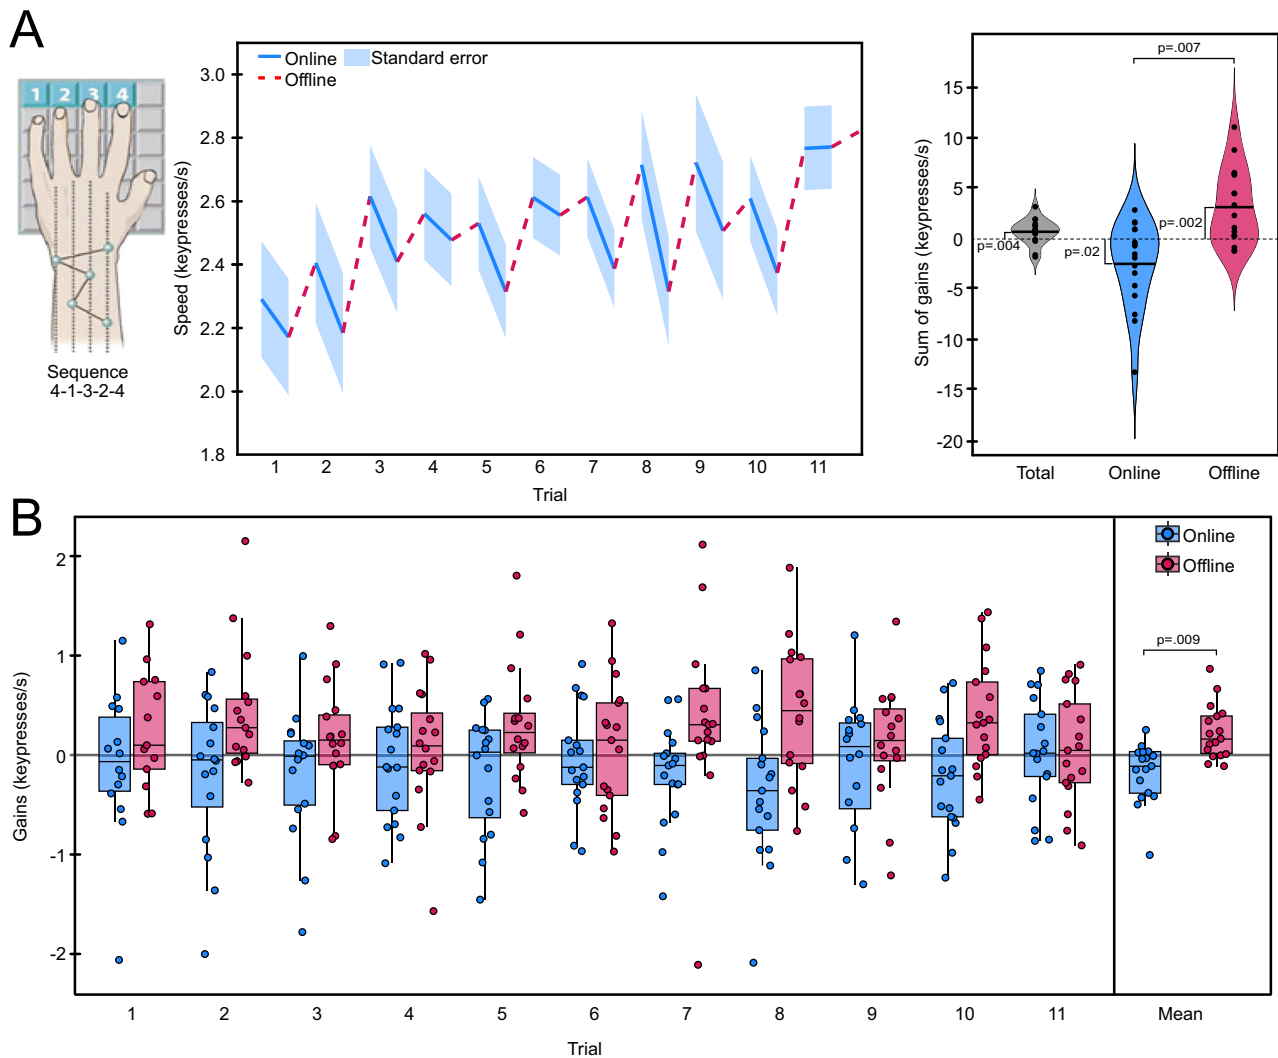 A
1 2 3 4
Sequence
4-1-3-2-4
Online
Standard error
Offline
Speed (keypresses/s)
3.0
2.8
2.6
2.4
2.2
2.0
1.8
1 2 3 4 5 6 7 8 9 10 11
Trial
Sum of gains (keypresses/s)
15
10
5
0
-5
-10
-15
-20
p=.007
p=.004
p=.02
p=.002
Total Online Offline
B
Gains (keypresses/s)
2
1
0
-1
-2
Online
Offline
p=.009
1 2 3 4 5 6 7 8 9 10 11 Mean
Trial